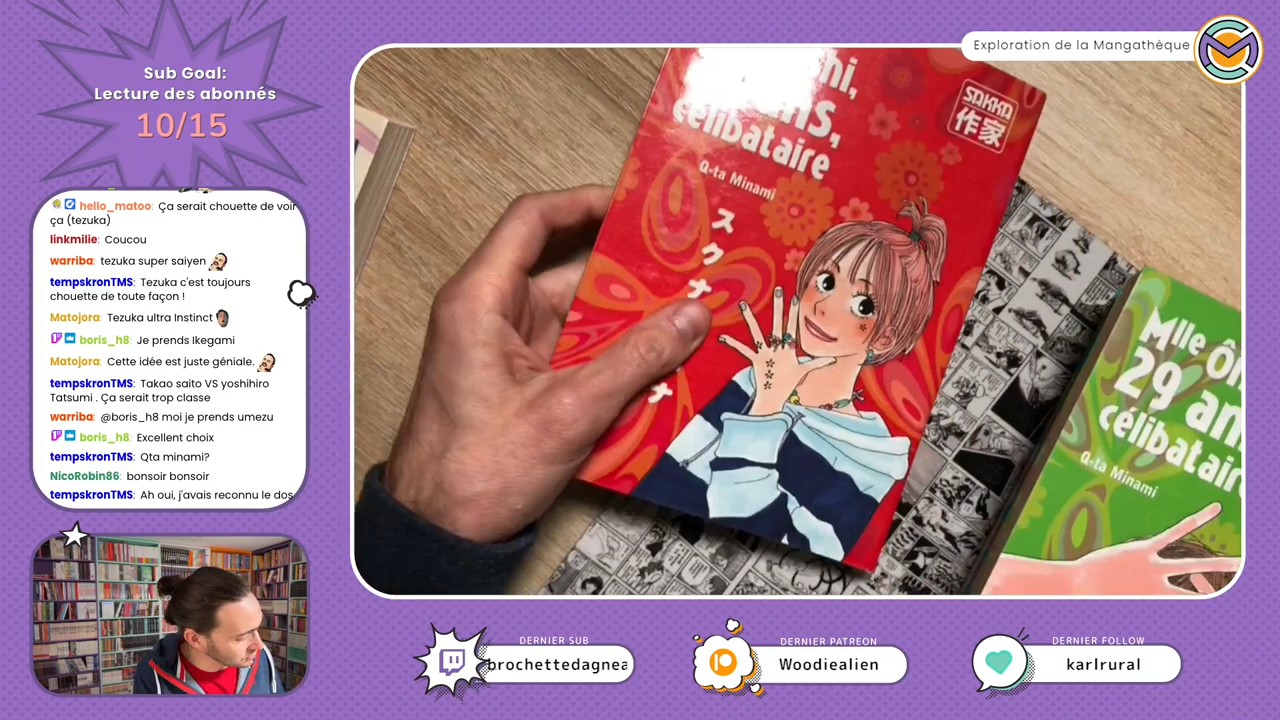 Sub Goal:
Lecture des abonnés
10/15
hello_matoo: Ça serait chouette de voir
ça (tezuka)
linkmilie: Coucou
warriba: tezuka super saiyen
tempskronTMS: Tezuka c'est toujours
chouette de toute façon !
Matojora: Tezuka ultra Instinct
boris_h8: Je prends Ikegami
Matojora: Cette idée est juste géniale.
tempskronTMS: Takao saito VS yoshihiro
Tatsumi . Ça serait trop classe
warriba: @boris_h8 moi je prends umezu
boris_h8: Excellent choix
tempskronTMS: Qta minami?
NicoRobin86: bonsoir bonsoir
tempskronTMS: Ah oui, j'avais reconnu le dos
Exploration de la Mangathèque
célibataire
Q-ta Minami
スクナ
SAKKA
作家
Mlle
29
Q-ta Minami
DERNIER SUB
brochettedagnea
DERNIER PATREON
Woodiealien
DERNIER FOLLOW
karlrural